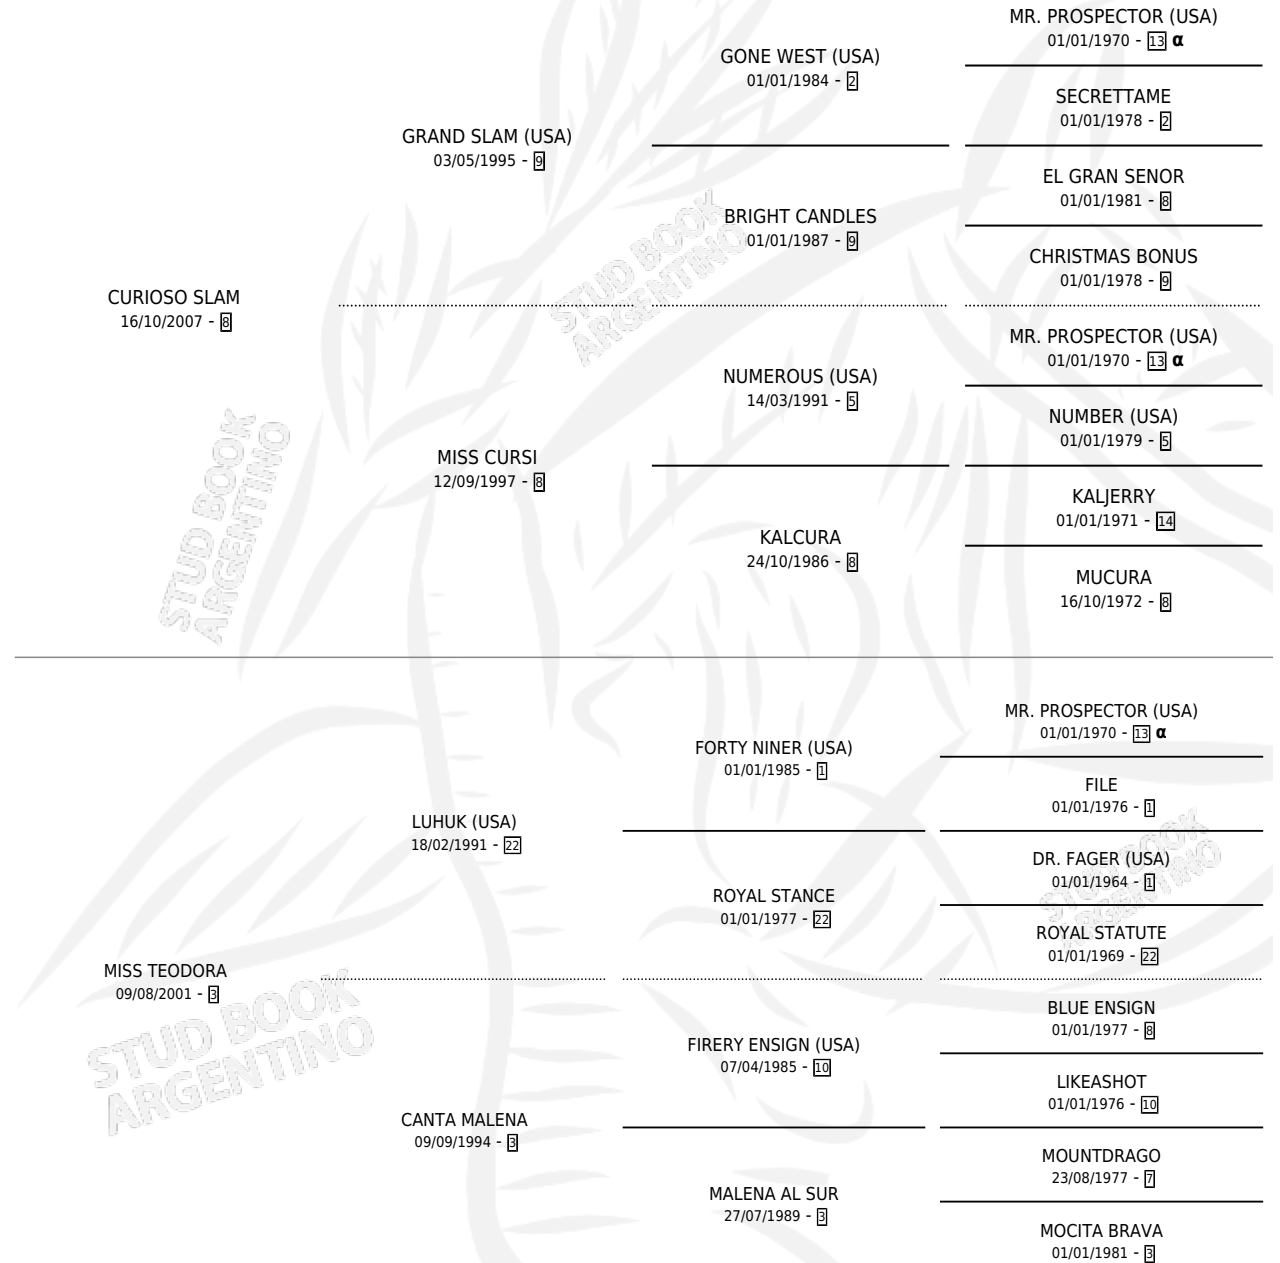 MR. PROSPECTOR (USA)
01/01/1970 - 13 α
GONE WEST (USA)
01/01/1984 - 2
SECRETTAME
01/01/1978 - 2
GRAND SLAM (USA)
03/05/1995 - 9
EL GRAN SENOR
01/01/1981 - 8
BRIGHT CANDLES
01/01/1987 - 9
CHRISTMAS BONUS
01/01/1978 - 9
STUD BOOK
ARGENTINO
CURIOSO SLAM
16/10/2007 - 8
MR. PROSPECTOR (USA)
01/01/1970 - 13 α
NUMEROUS (USA)
14/03/1991 - 5
NUMBER (USA)
01/01/1979 - 5
MISS CURSI
12/09/1997 - 8
KALJERRY
01/01/1971 - 14
KALCURA
24/10/1986 - 8
MUCURA
16/10/1972 - 8
STUD BOOK
ARGENTINO
MR. PROSPECTOR (USA)
01/01/1970 - 13 α
FORTY NINER (USA)
01/01/1985 - 1
FILE
01/01/1976 - 1
LUHUK (USA)
18/02/1991 - 22
DR. FAGER (USA)
01/01/1964 - 1
ROYAL STANCE
01/01/1977 - 22
ROYAL STATUTE
01/01/1969 - 22
STUD BOOK
ARGENTINO
MISS TEODORA
09/08/2001 - 3
BLUE ENSIGN
01/01/1977 - 8
FIRERY ENSIGN (USA)
07/04/1985 - 10
LIKEASHOT
01/01/1976 - 10
CANTA MALENA
09/09/1994 - 3
MOUNTDRAGO
23/08/1977 - 7
MALENA AL SUR
27/07/1989 - 3
MOCITA BRAVA
01/01/1981 - 3
STUD BOOK
ARGENTINO